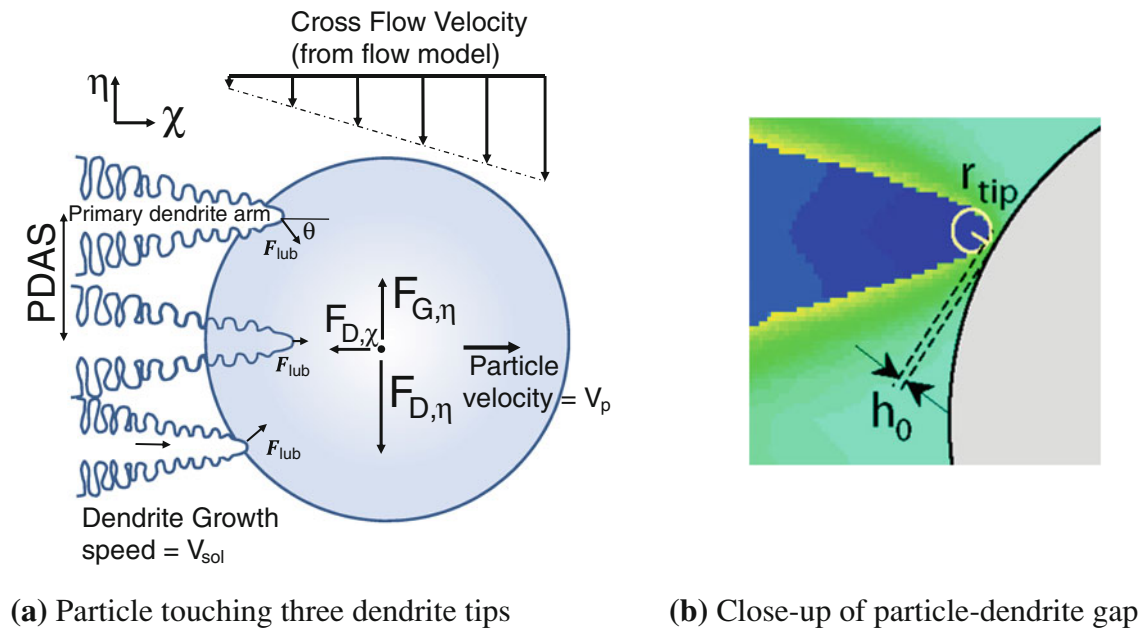 Cross Flow Velocity
(from flow model)
η
χ
Primary dendrite arm
θ
F_lub
PDAS
F_G,η
F_D,χ
F_lub
Particle
velocity = V_p
F_D,η
F_lub
Dendrite Growth
speed = V_sol
(a) Particle touching three dendrite tips
r_tip
h_0
(b) Close-up of particle-dendrite gap